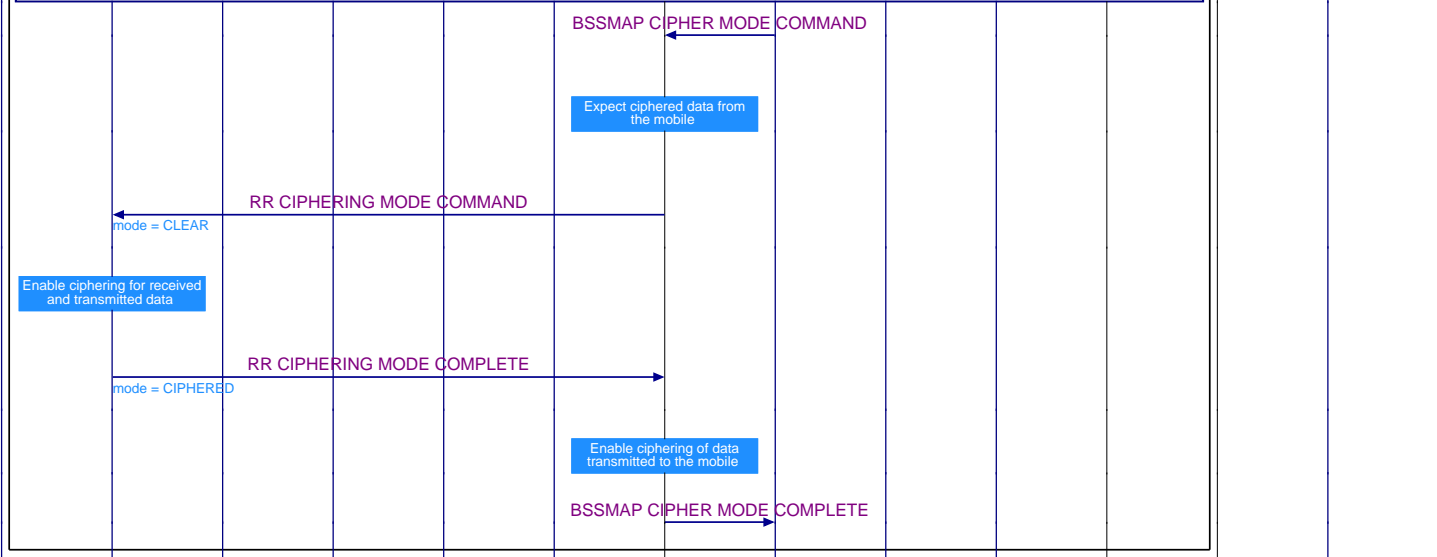 BSSMAP CIPHER MODE COMMAND
Expect ciphered data from
the mobile
RR CIPHERING MODE COMMAND
mode = CLEAR
Enable ciphering for received
and transmitted data
RR CIPHERING MODE COMPLETE
mode = CIPHERED
Enable ciphering of data
transmitted to the mobile
BSSMAP CIPHER MODE COMPLETE